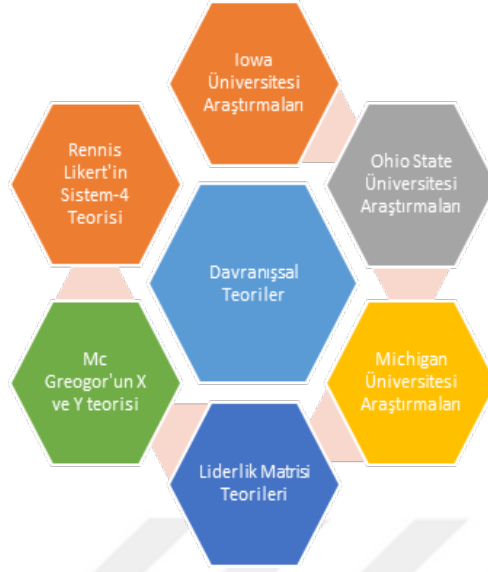 Iowa
Üniversitesi
Araştırmaları
Ohio State
Üniversitesi
Araştırmaları
Michigan
Üniversitesi
Araştırmaları
Liderlik Matrisi
Teorileri
Mc
Greogor'un X
ve Y teorisi
Rennis
Likert'in
Sistem-4
Teorisi
Davranışsal
Teoriler